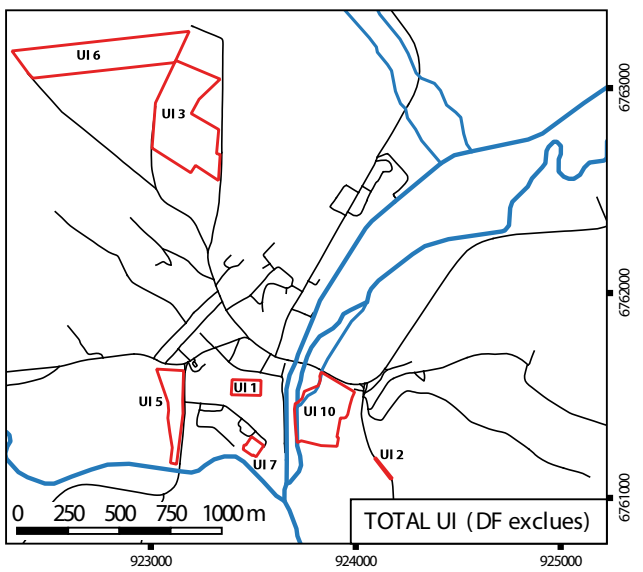 UI 6
6763000
UI 3
6762000
UI 1
UI 5
UI 10
UI 7
UI 2
6761000
0 250 500 750 1000 m
TOTAL UI (DF exclues)
923000 924000 925000